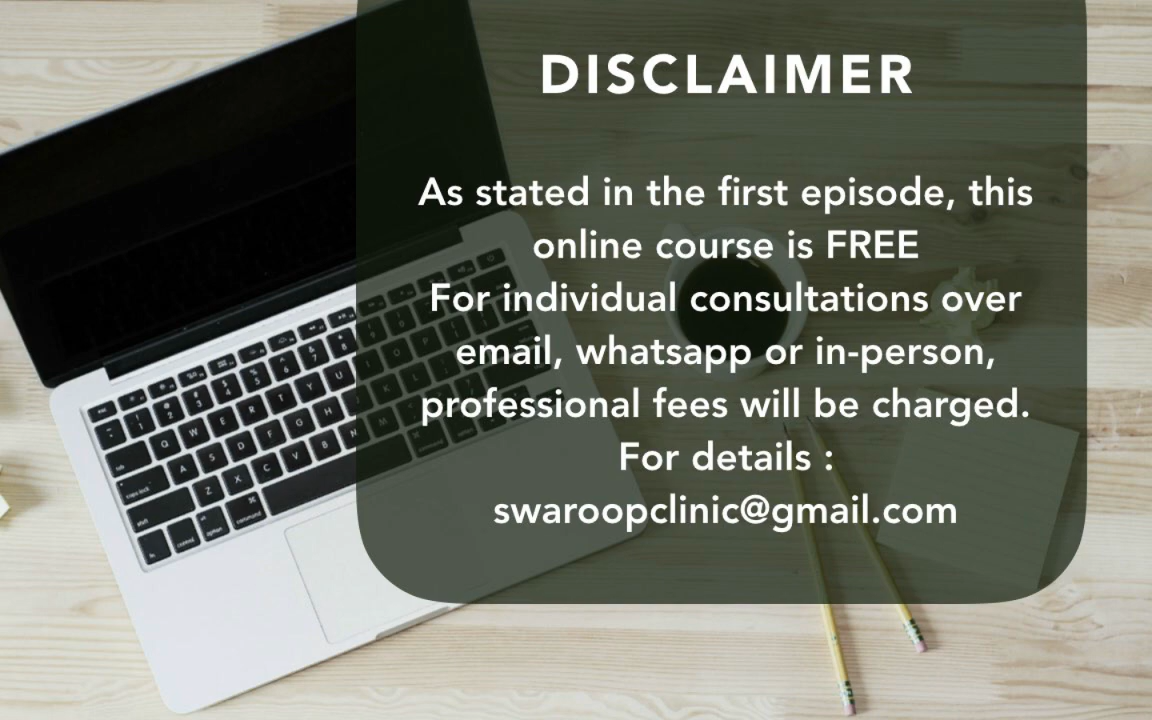 DISCLAIMER
As stated in the first episode, this
online course is FREE
For individual consultations over
email, whatsapp or in-person,
professional fees will be charged.
For details :
swaroopclinic@gmail.com